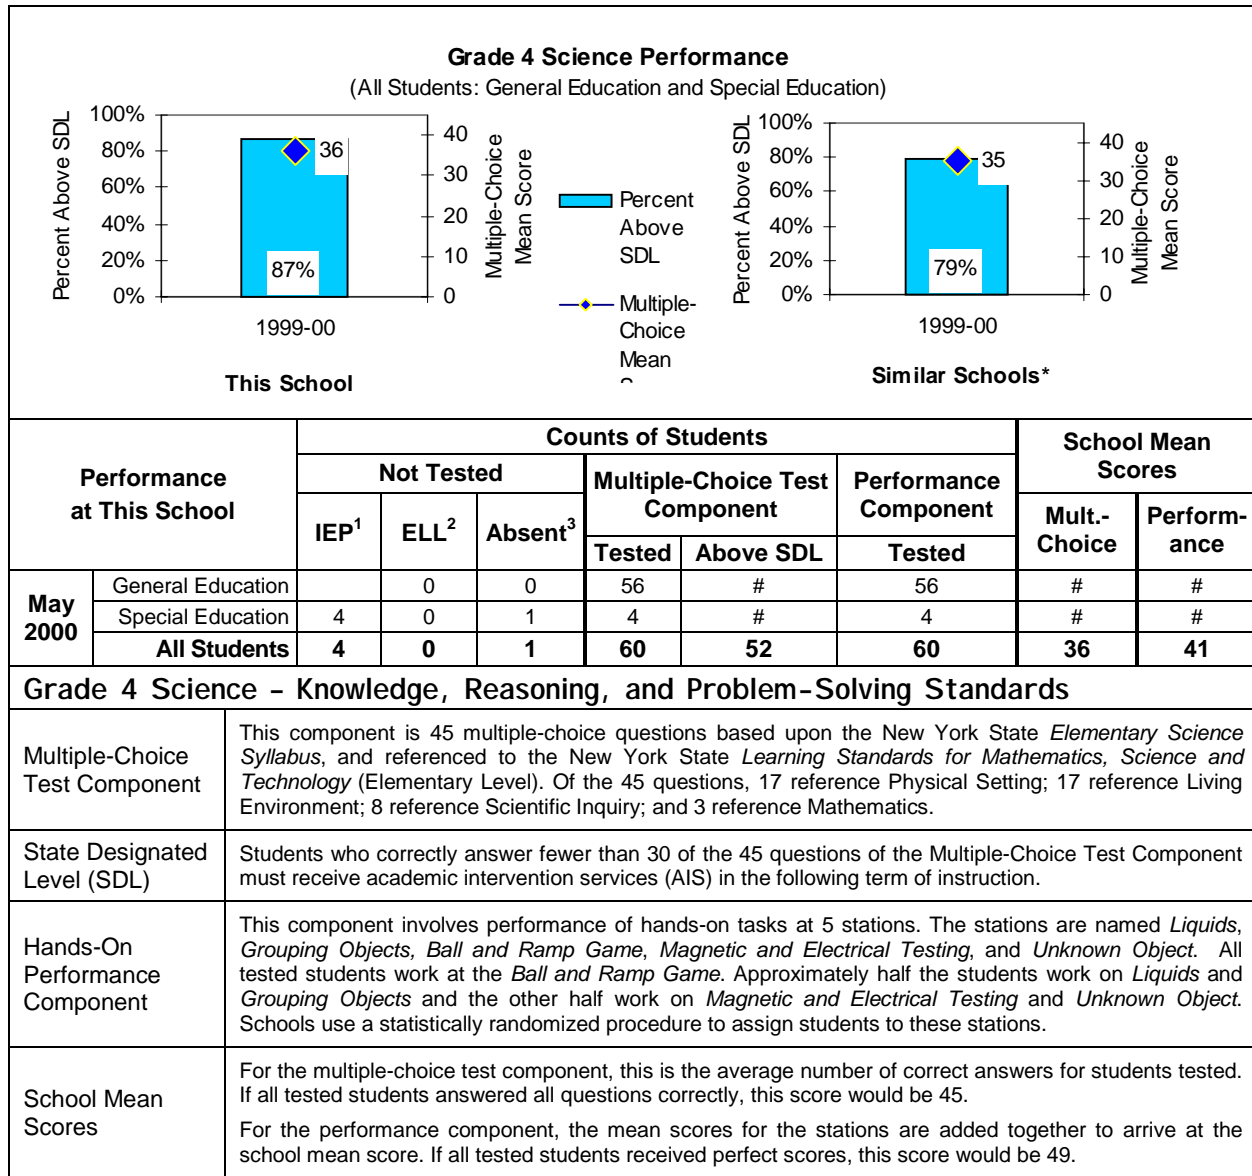 Grade 4 Science Performance
(All Students: General Education and Special Education)
Percent Above SDL
100%
80%
60%
40%
20%
0%
36
87%
1999-00
40
30
20
10
0
Multiple-Choice
Mean Score
This School
Percent
Above
SDL
Multiple-
Choice
Mean
Percent Above SDL
100%
80%
60%
40%
20%
0%
35
79%
1999-00
40
30
20
10
0
Multiple-Choice
Mean Score
Similar Schools*
Performance
at This School
Counts of Students
School Mean
Scores
Not Tested
Multiple-Choice Test
Component
Performance
Component
IEP1 ELL2 Absent3
Tested Above SDL Tested
Mult.-
Choice
Perform-
ance
May
2000
General Education 0 0 56 # 56 # #
Special Education 4 0 1 4 # 4 # #
All Students 4 0 1 60 52 60 36 41
Grade 4 Science – Knowledge, Reasoning, and Problem-Solving Standards
Multiple-Choice
Test Component
This component is 45 multiple-choice questions based upon the New York State Elementary Science
Syllabus, and referenced to the New York State Learning Standards for Mathematics, Science and
Technology (Elementary Level). Of the 45 questions, 17 reference Physical Setting; 17 reference Living
Environment; 8 reference Scientific Inquiry; and 3 reference Mathematics.
State Designated
Level (SDL)
Students who correctly answer fewer than 30 of the 45 questions of the Multiple-Choice Test Component
must receive academic intervention services (AIS) in the following term of instruction.
Hands-On
Performance
Component
This component involves performance of hands-on tasks at 5 stations. The stations are named Liquids,
Grouping Objects, Ball and Ramp Game, Magnetic and Electrical Testing, and Unknown Object. All
tested students work at the Ball and Ramp Game. Approximately half the students work on Liquids and
Grouping Objects and the other half work on Magnetic and Electrical Testing and Unknown Object.
Schools use a statistically randomized procedure to assign students to these stations.
School Mean
Scores
For the multiple-choice test component, this is the average number of correct answers for students tested.
If all tested students answered all questions correctly, this score would be 45.
For the performance component, the mean scores for the stations are added together to arrive at the
school mean score. If all tested students received perfect scores, this score would be 49.